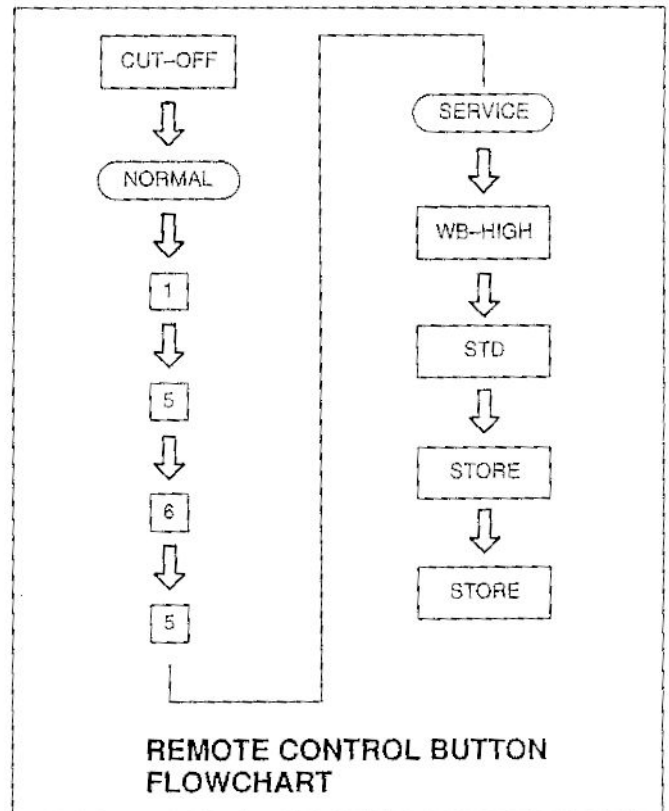 CUT-OFF
NORMAL
1
5
6
5
SERVICE
WB-HIGH
STD
STORE
STORE
REMOTE CONTROL BUTTON
FLOWCHART